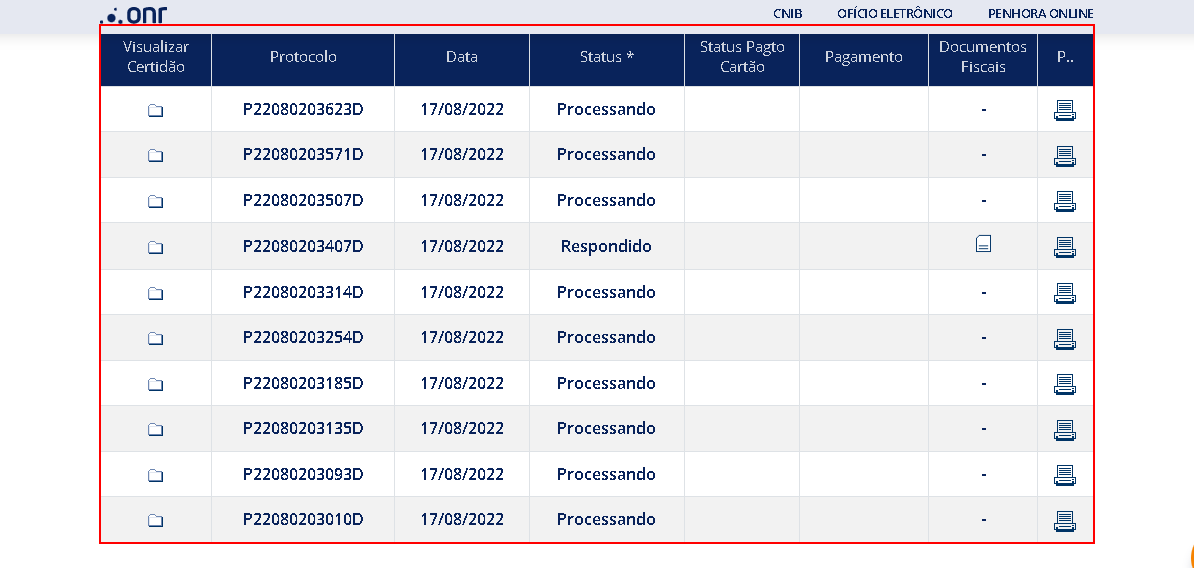 onr
CNIB OFÍCIO ELETRÔNICO PENHORA ONLINE
Visualizar Certidão Protocolo Data Status * Status Pagto Cartão Pagamento Documentos Fiscais P..
P22080203623D 17/08/2022 Processando -
P22080203571D 17/08/2022 Processando -
P22080203507D 17/08/2022 Processando -
P22080203407D 17/08/2022 Respondido
P22080203314D 17/08/2022 Processando -
P22080203254D 17/08/2022 Processando -
P22080203185D 17/08/2022 Processando -
P22080203135D 17/08/2022 Processando -
P22080203093D 17/08/2022 Processando -
P22080203010D 17/08/2022 Processando -